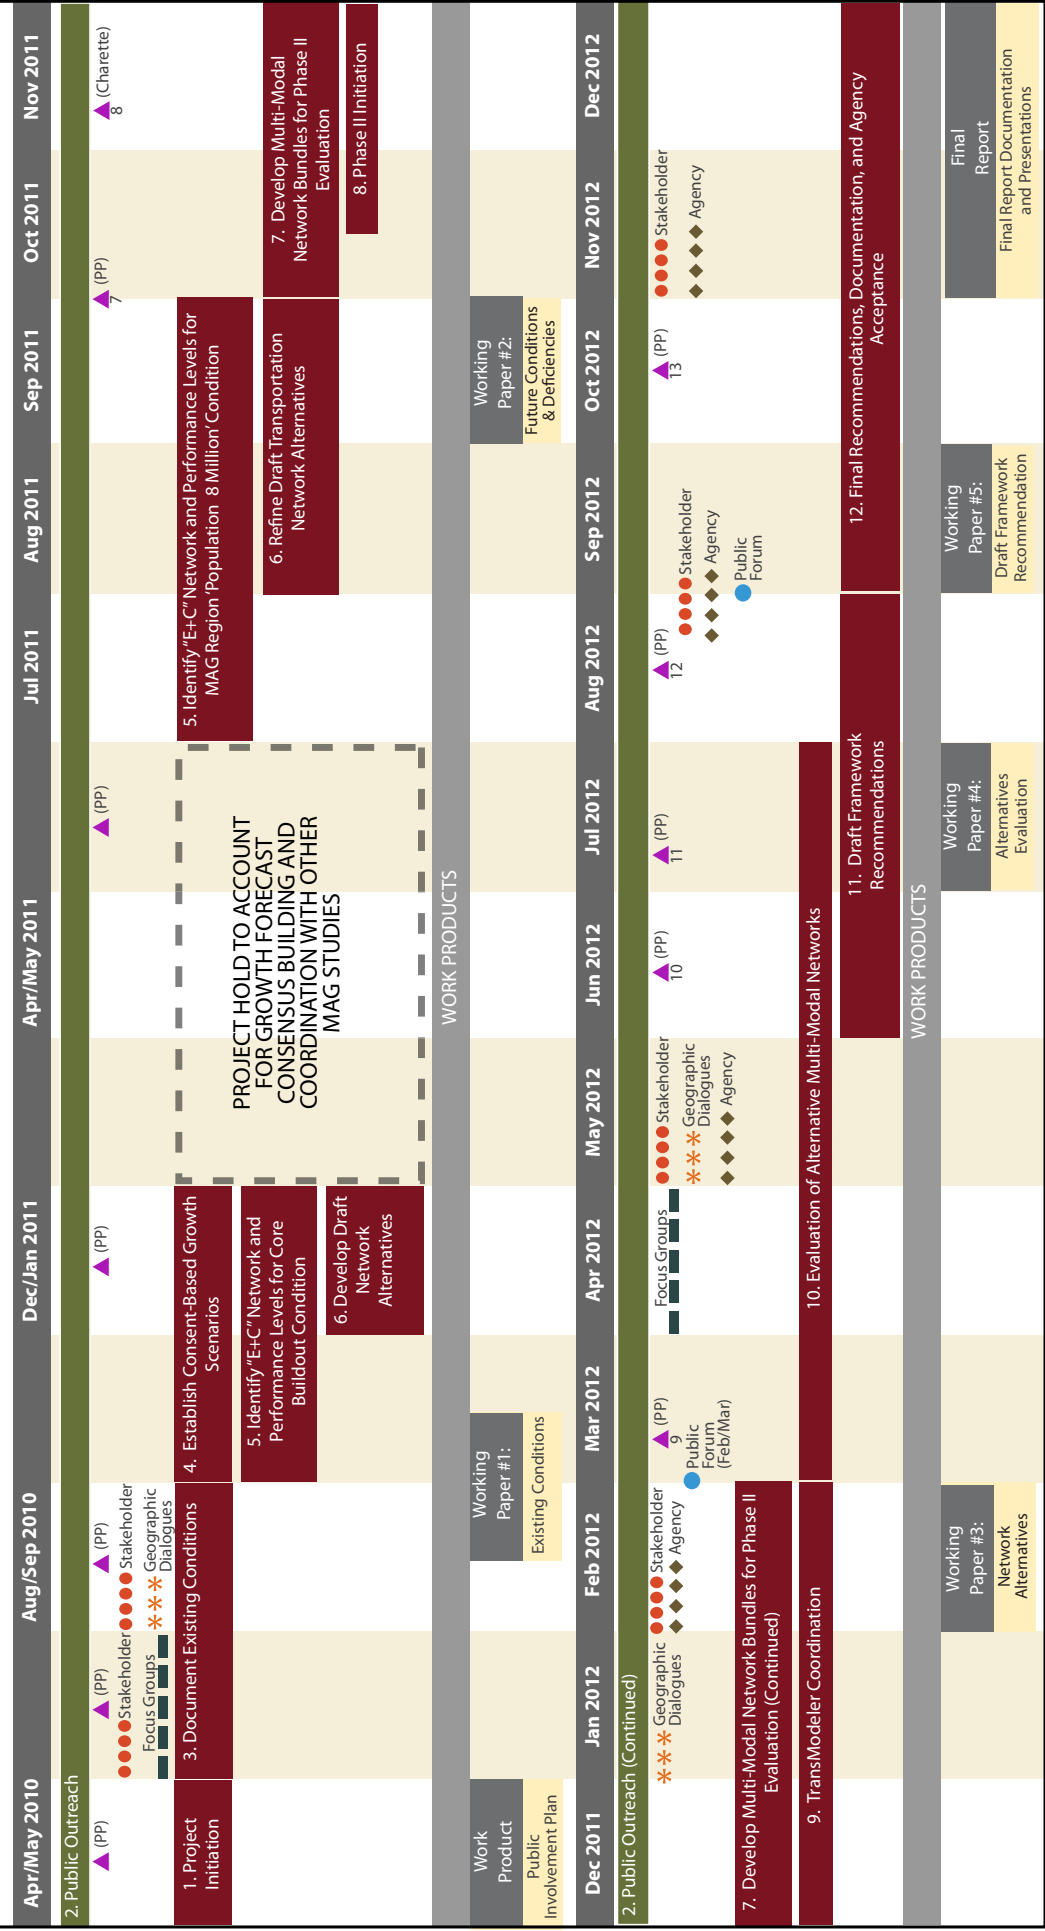 Apr/May 2010
Aug/Sep 2010
Dec/Jan 2011
Apr/May 2011
Jul 2011
Aug 2011
Sep 2011
Oct 2011
Nov 2011
2. Public Outreach
(PP)
(PP)
(PP)
(PP)
(PP)
(PP)
7
(Charette)
8
Stakeholder
Focus Groups
Stakeholder
Geographic
Dialogues
1. Project
Initiation
3. Document Existing Conditions
4. Establish Consent-Based Growth
Scenarios
5. Identify "E+C" Network and
Performance Levels for Core
Buildout Condition
6. Develop Draft
Network
Alternatives
PROJECT HOLD TO ACCOUNT
FOR GROWTH FORECAST
CONSENSUS BUILDING AND
COORDINATION WITH OTHER
MAG STUDIES
5. Identify "E+C" Network and Performance Levels for
MAG Region 'Population 8 Million' Condition
6. Refine Draft Transportation
Network Alternatives
7. Develop Multi-Modal
Network Bundles for Phase II
Evaluation
8. Phase II Initiation
WORK PRODUCTS
Work
Product
Public
Involvement Plan
Working
Paper #1:
Existing Conditions
Working
Paper #2:
Future Conditions
& Deficiencies
Dec 2011
Jan 2012
Feb 2012
Mar 2012
Apr 2012
May 2012
Jun 2012
Jul 2012
Aug 2012
Sep 2012
Oct 2012
Nov 2012
Dec 2012
2. Public Outreach (Continued)
Geographic
Dialogues
Stakeholder
Agency
(PP)
9
Public
Forum
(Feb/Mar)
Focus Groups
Stakeholder
Geographic
Dialogues
Agency
(PP)
10
(PP)
11
(PP)
12
Stakeholder
Agency
Public
Forum
(PP)
13
Stakeholder
Agency
7. Develop Multi-Modal Network Bundles for Phase II
Evaluation (Continued)
9. TransModeler Coordination
10. Evaluation of Alternative Multi-Modal Networks
11. Draft Framework
Recommendations
12. Final Recommendations, Documentation, and Agency
Acceptance
WORK PRODUCTS
Working
Paper #3:
Network
Alternatives
Working
Paper #4:
Alternatives
Evaluation
Working
Paper #5:
Draft Framework
Recommendation
Final
Report
Final Report Documentation
and Presentations